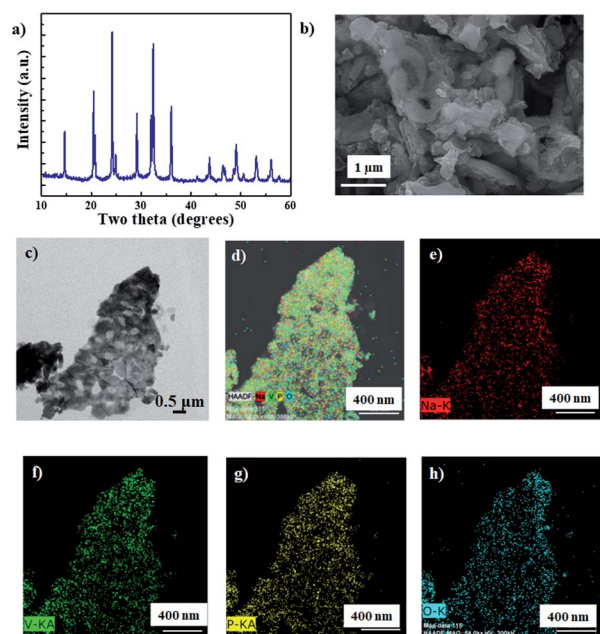 a)
Intensity (a.u.)
10 20 30 40 50 60
Two theta (degrees)
b)
1 µm
c)
0.5 µm
d)
HAADF Na V P O
400 nm
e)
Na-K
400 nm
f)
V-KA
400 nm
g)
P-KA
400 nm
h)
O-K
400 nm